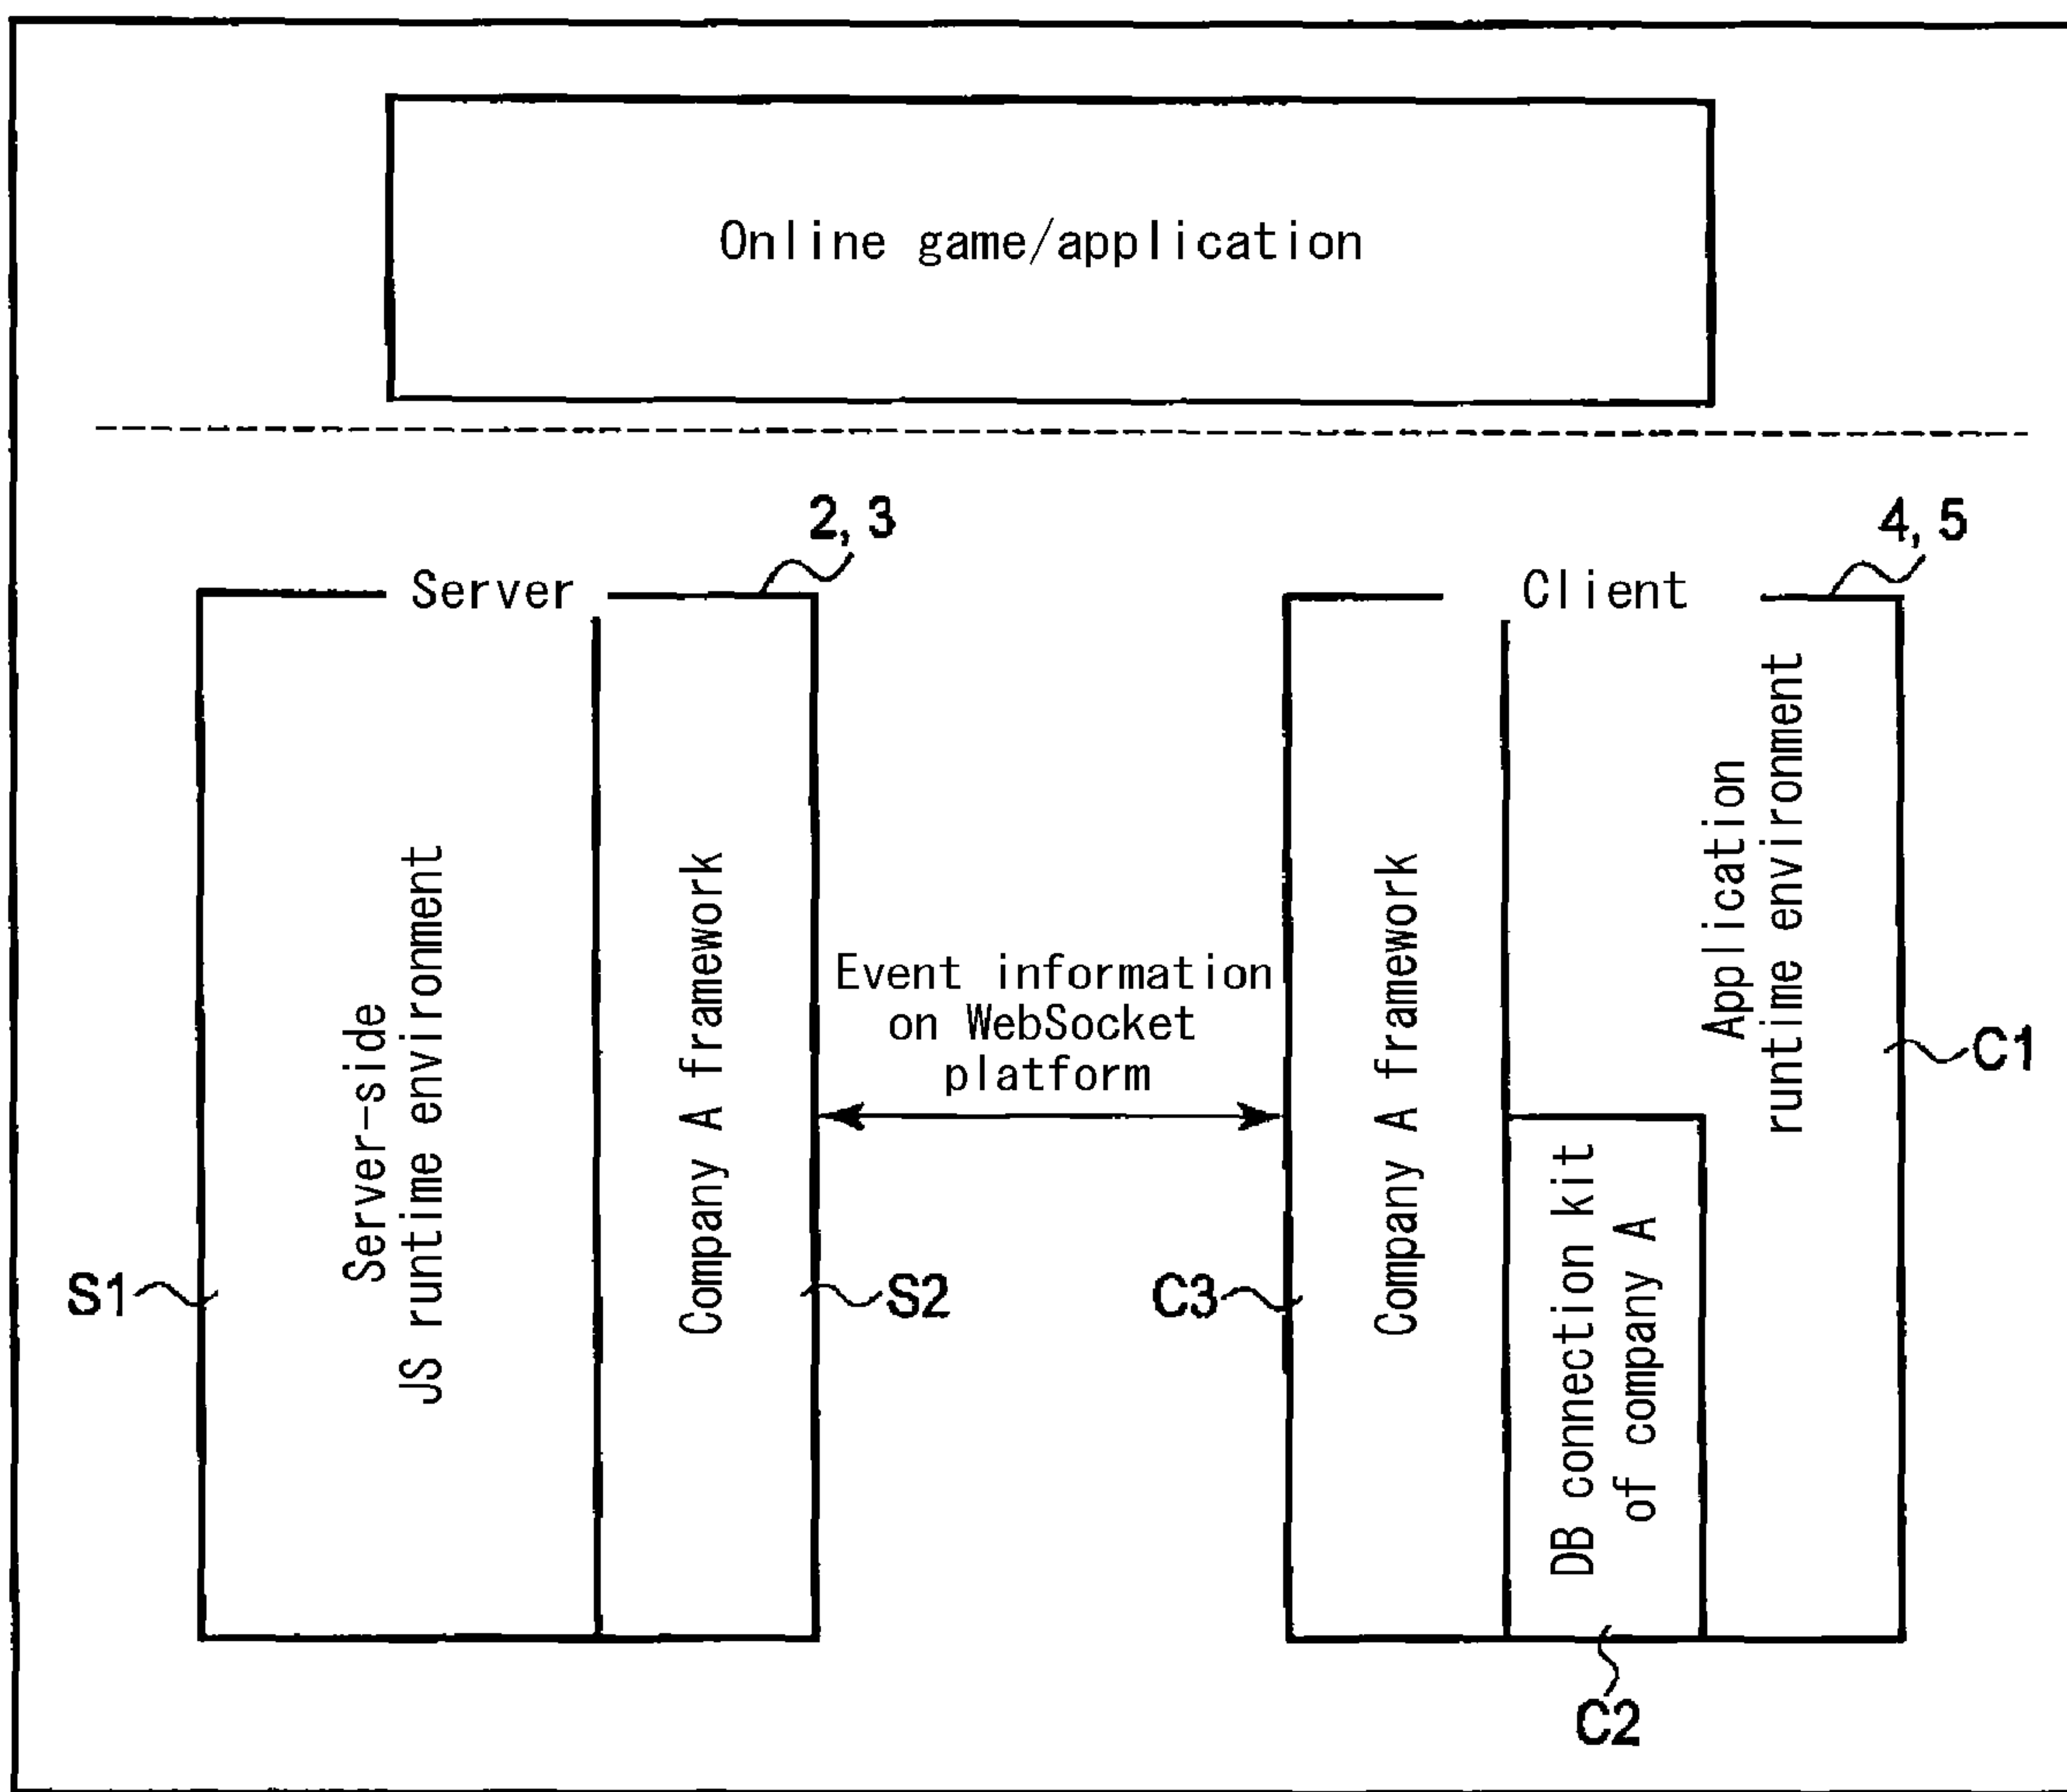 Online game/application
2, 3
4, 5
Server
Client
Server-side
JS runtime environment
Company A framework
Event information
on WebSocket
platform
Company A framework
DB connection kit
of company A
Application
runtime environment
C1
S1
S2
C3
C2